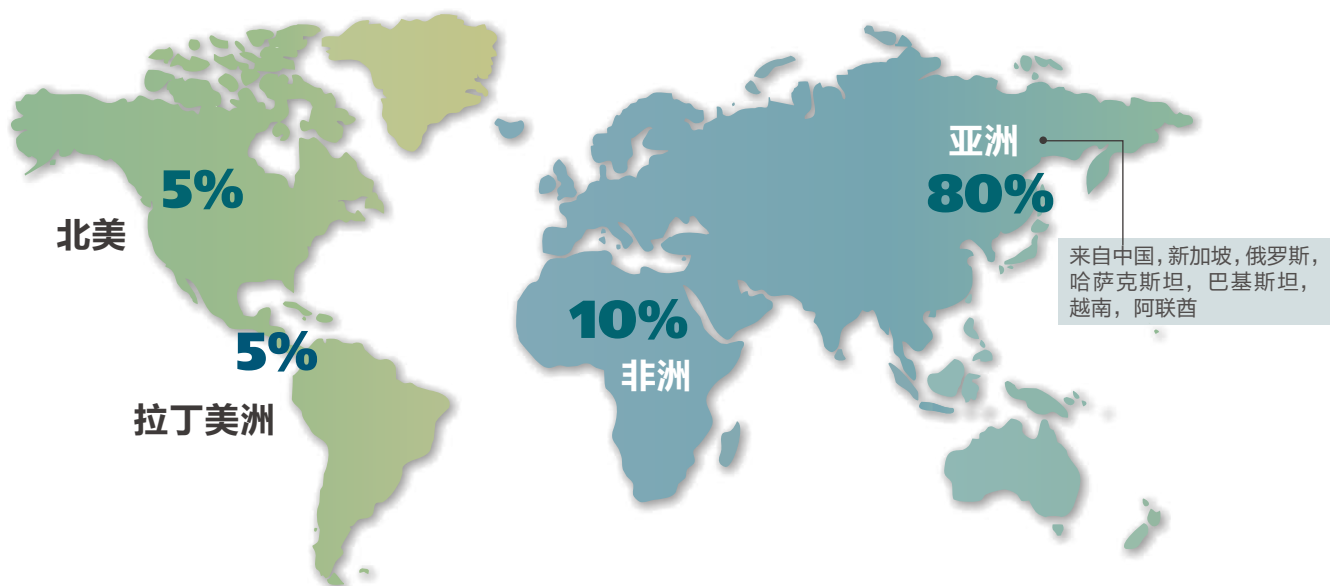 亚洲
80%
来自中国，新加坡，俄罗斯，
哈萨克斯坦，巴基斯坦，
越南，阿联酋
5%
北美
10%
非洲
5%
拉丁美洲